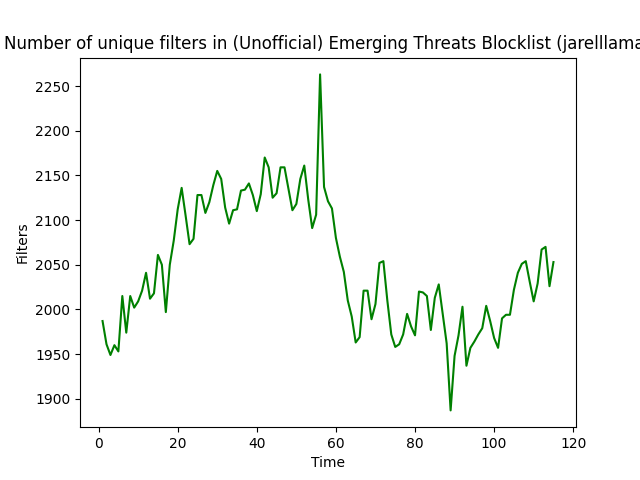 Number of unique filters in (Unofficial) Emerging Threats Blocklist (jarelllama
2250
2200
2150
2100
2050
2000
1950
1900
Filters
0 20 40 60 80 100 120
Time